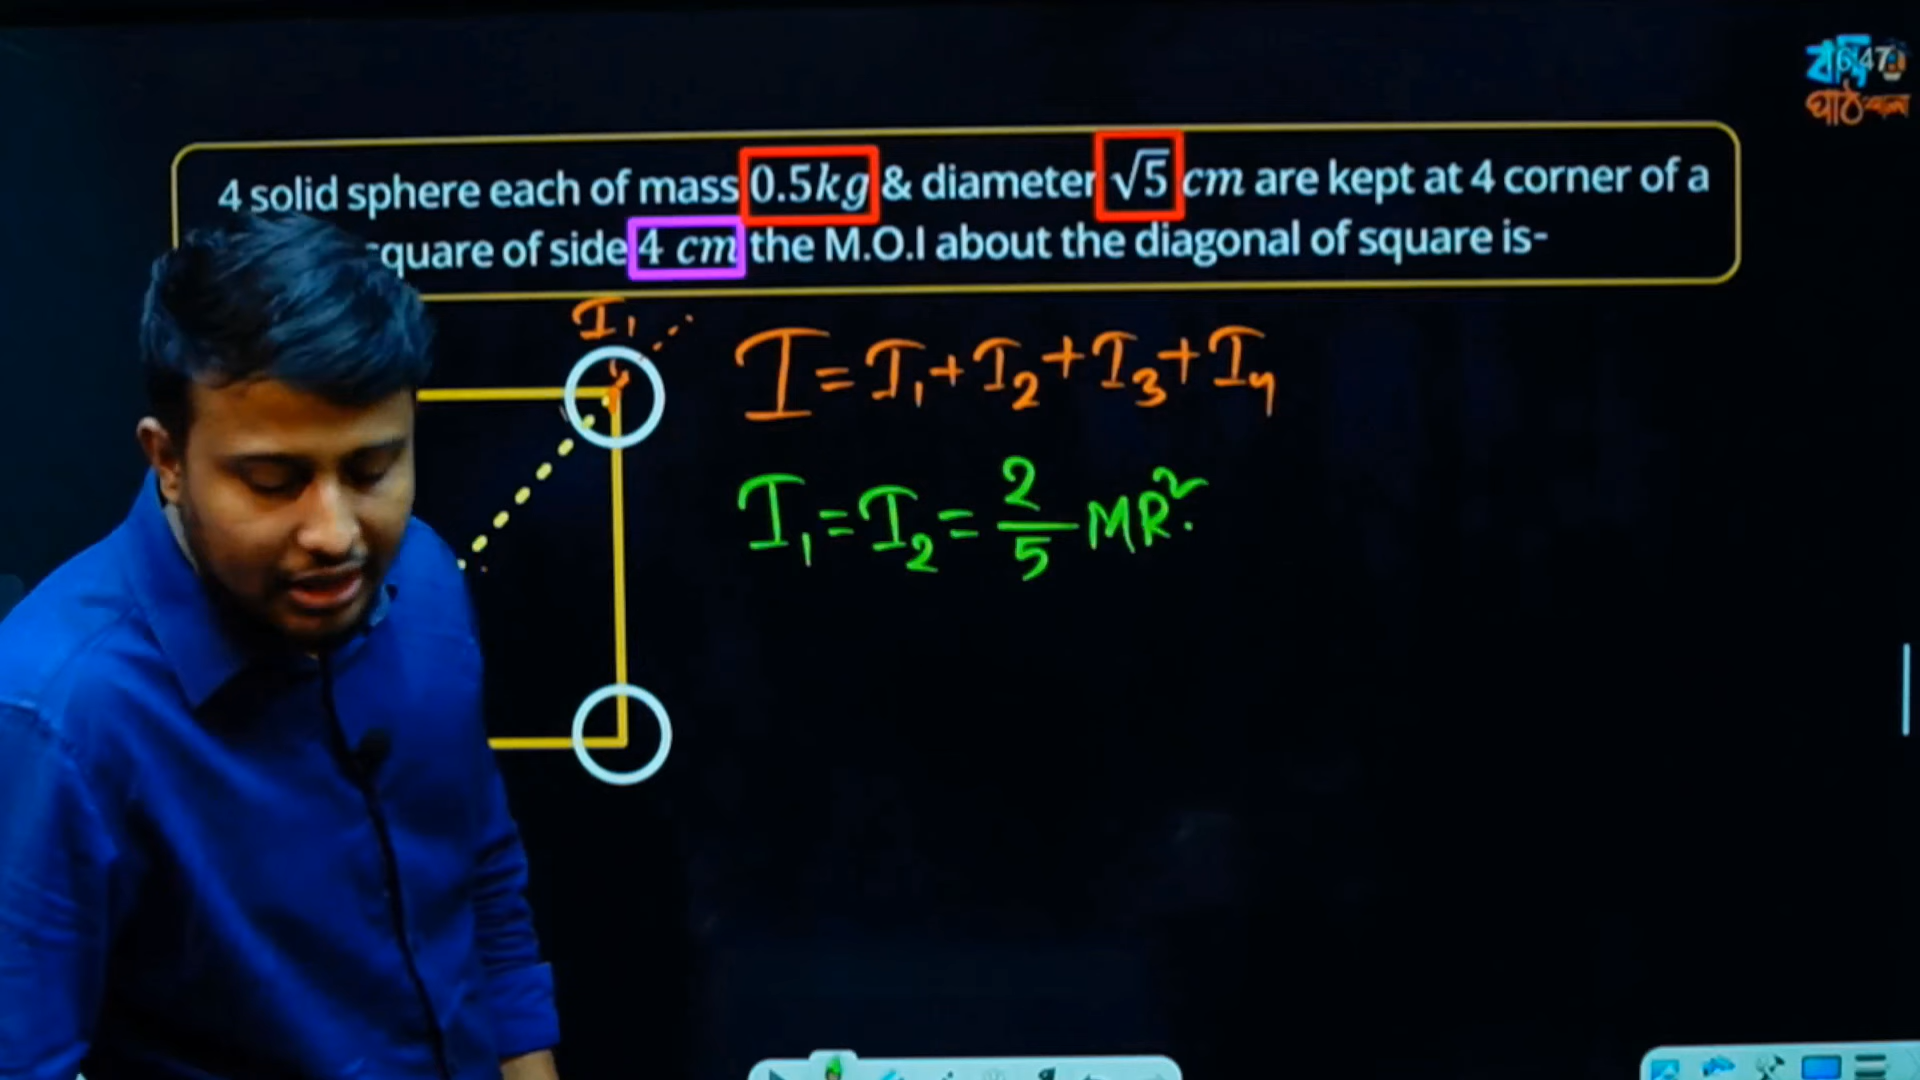 4 solid sphere each of mass 0.5kg & diameter √5 cm are kept at 4 corner of a
quare of side 4 cm the M.O.I about the diagonal of square is-
I₁
I = I₁ + I₂ + I₃ + I₄
I₁ = I₂ = 2/5 MR².